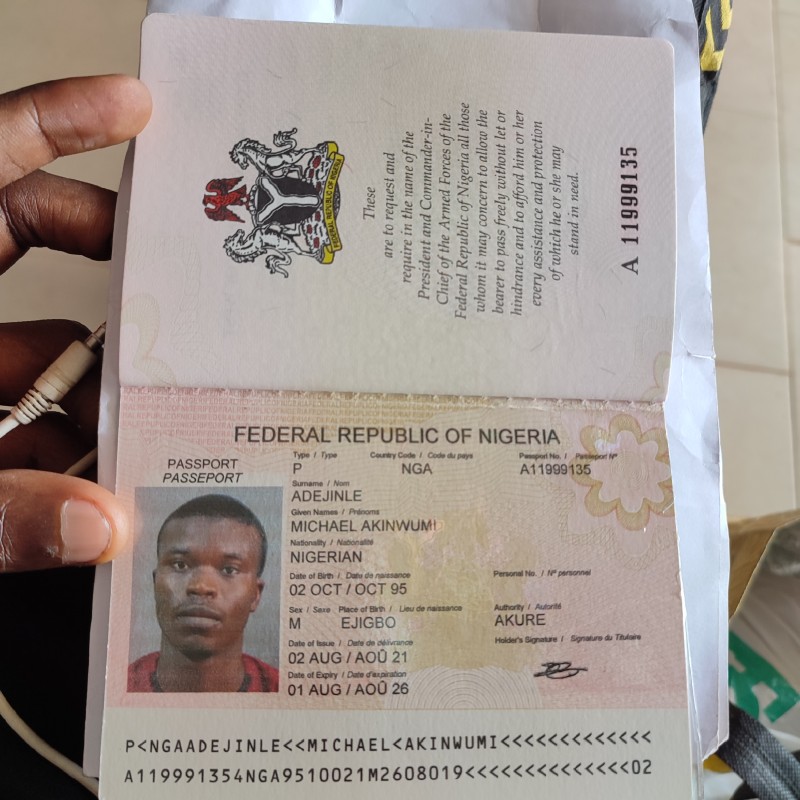 FEDERAL REPUBLIC OF NIGERIA
These
are to request and
require in the name of the
President and Commander-in-
Chief of the Armed Forces of the
Federal Republic of Nigeria all those
whom it may concern to allow the
bearer to pass freely without let or
hindrance and to afford him or her
every assistance and protection
of which he or she may
stand in need.
A 11999135
FEDERAL REPUBLIC OF NIGERIA
PASSPORT
PASSEPORT
Type / Type Country Code / Code du pays Passport No. / Passeport Nº
P NGA A11999135
Surname / Nom
ADEJINLE
Given Names / Prénoms
MICHAEL AKINWUMI
Nationality / Nationalité
NIGERIAN
Date of Birth / Date de naissance Personal No. / Nº personnel
02 OCT / OCT 95
Sex / Sexe Place of Birth / Lieu de naissance Authority / Autorité
M EJIGBO AKURE
Date of Issue / Date de délivrance Holder's Signature / Signature du Titulaire
02 AUG / AOÛ 21
Date of Expiry / Date d'expiration
01 AUG / AOÛ 26
P<NGAADEJINLE<<MICHAEL<AKINWUMI<<<<<<<<<<<<<
A119991354NGA9510021M2608019<<<<<<<<<<<<<<02